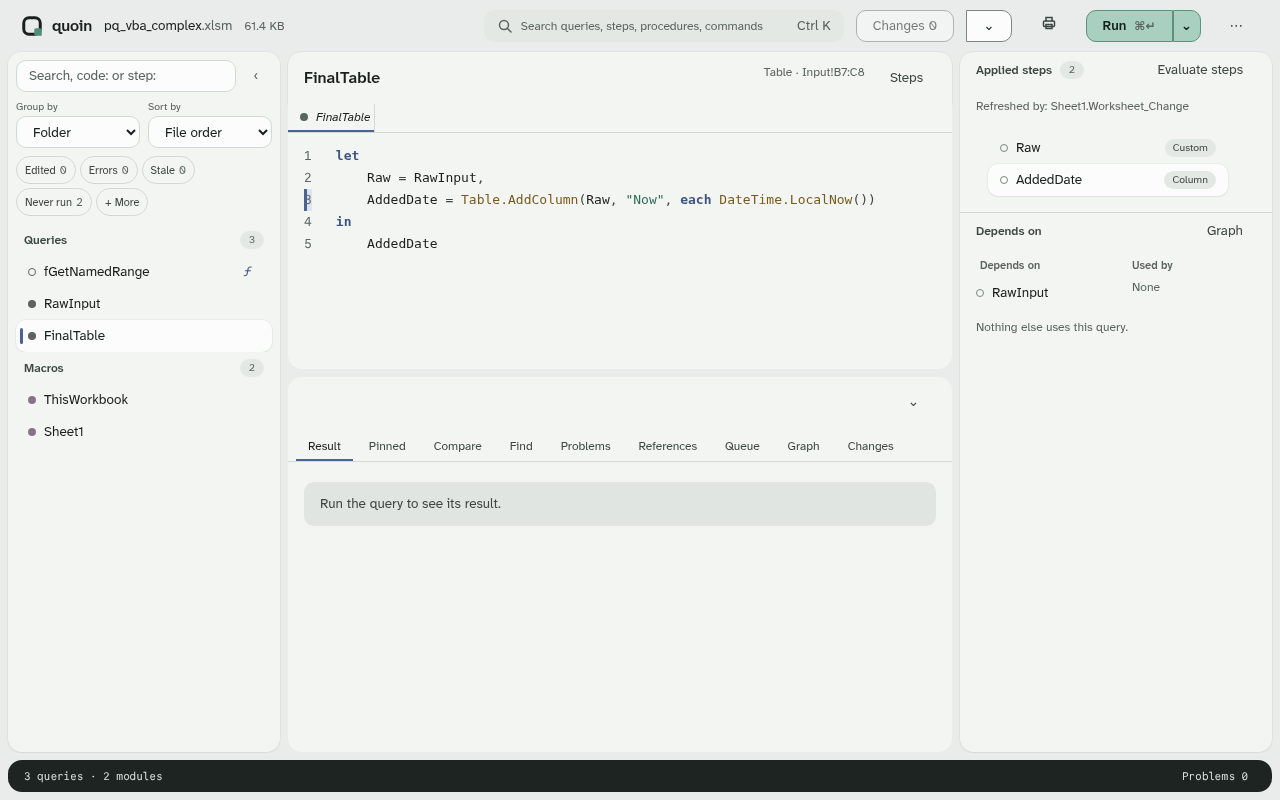 quoin pq_vba_complex.xlsm 61.4 KB Search queries, steps, procedures, commands Ctrl K Changes 0 Run ⌘↵ ⋯
Search, code: or step:
Group by Sort by
Folder File order
Edited 0 Errors 0 Stale 0
Never run 2 + More
Queries 3
fGetNamedRange ƒ
RawInput
FinalTable
Macros 2
ThisWorkbook
Sheet1
FinalTable Table · Input!B7:C8 Steps
FInalTable
1 let
2 Raw = RawInput,
3 AddedDate = Table.AddColumn(Raw, "Now", each DateTime.LocalNow())
4 in
5 AddedDate
Result Pinned Compare Find Problems References Queue Graph Changes
Run the query to see its result.
Applied steps 2 Evaluate steps
Refreshed by: Sheet1.Worksheet_Change
Raw Custom
AddedDate Column
Depends on Graph
Depends on Used by
RawInput None
Nothing else uses this query.
3 queries · 2 modules Problems 0